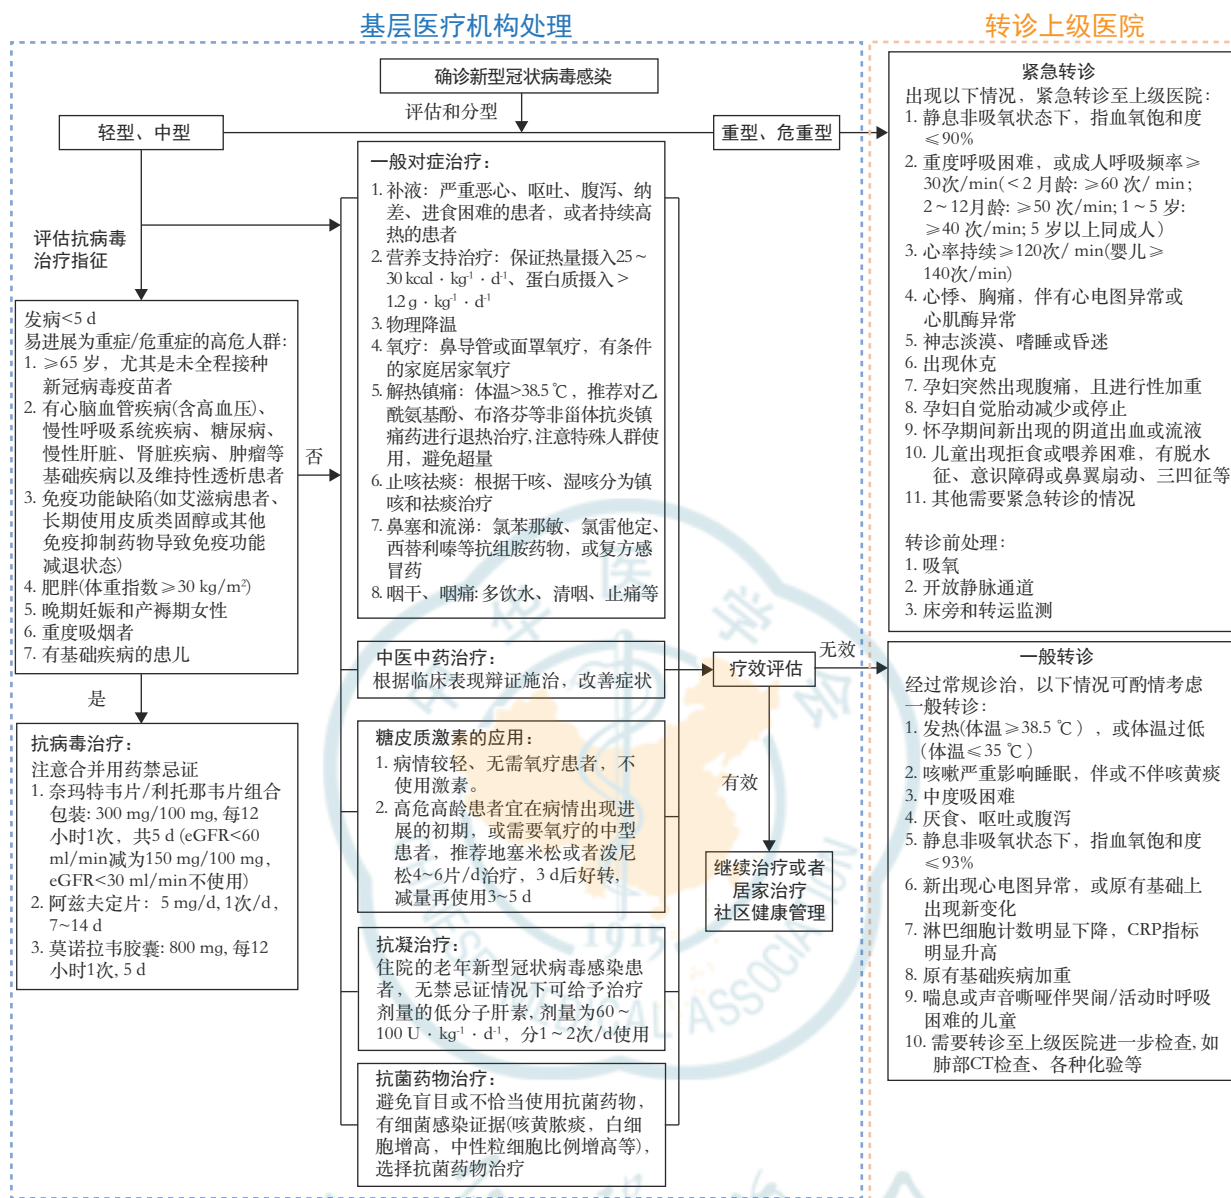 基层医疗机构处理
转诊上级医院
确诊新型冠状病毒感染
评估和分型
轻型、中型
重型、危重型
评估抗病毒
治疗指征
发病<5 d
易进展为重症/危重症的高危人群:
1. ≥65 岁，尤其是未全程接种
新冠病毒疫苗者
2. 有心脑血管疾病(含高血压)、
慢性呼吸系统疾病、糖尿病、
慢性肝脏、肾脏疾病、肿瘤等
基础疾病以及维持性透析患者
3. 免疫功能缺陷(如艾滋病患者、
长期使用皮质类固醇或其他
免疫抑制药物导致免疫功能
减退状态)
4. 肥胖(体重指数≥30 kg/m²)
5. 晚期妊娠和产褥期女性
6. 重度吸烟者
7. 有基础疾病的患儿
否
是
抗病毒治疗：
注意合并用药禁忌证
1. 奈玛特韦片/利托那韦片组合
包装: 300 mg/100 mg, 每12
小时1次，共5 d (eGFR<60
ml/min减为150 mg/100 mg,
eGFR<30 ml/min不使用)
2. 阿兹夫定片：5 mg/d, 1次/d,
7~14 d
3. 莫诺拉韦胶囊: 800 mg, 每12
小时1次, 5 d
一般对症治疗：
1. 补液：严重恶心、呕吐、腹泻、纳
差、进食困难的患者，或者持续高
热的患者
2. 营养支持治疗：保证热量摄入25~
30 kcal · kg⁻¹ · d⁻¹、蛋白质摄入>
1.2 g · kg⁻¹ · d⁻¹
3. 物理降温
4. 氧疗：鼻导管或面罩氧疗，有条件
的家庭居家氧疗
5. 解热镇痛：体温>38.5 ℃，推荐对乙
酰氨基酚、布洛芬等非甾体抗炎镇
痛药进行退热治疗, 注意特殊人群使
用，避免超量
6. 止咳祛痰：根据干咳、湿咳分为镇
咳和祛痰治疗
7. 鼻塞和流涕：氯苯那敏、氯雷他定、
西替利嗪等抗组胺药物，或复方感
冒药
8. 咽干、咽痛: 多饮水、清咽、止痛等
中医中药治疗：
根据临床表现辩证施治，改善症状
糖皮质激素的应用：
1. 病情较轻、无需氧疗患者，不
使用激素。
2. 高危高龄患者宜在病情出现进
展的初期，或需要氧疗的中型
患者，推荐地塞米松或者泼尼
松4~6片/d治疗，3 d后好转，
减量再使用3~5 d
抗凝治疗：
住院的老年新型冠状病毒感染患
者，无禁忌证情况下可给予治疗
剂量的低分子肝素, 剂量为60~
100 U · kg⁻¹ · d⁻¹，分1~2次/d使用
抗菌药物治疗：
避免盲目或不恰当使用抗菌药物,
有细菌感染证据(咳黄脓痰，白细
胞增高，中性粒细胞比例增高等),
选择抗菌药物治疗
疗效评估
无效
有效
继续治疗或者
居家治疗
社区健康管理
紧急转诊
出现以下情况，紧急转诊至上级医院：
1. 静息非吸氧状态下，指血氧饱和度
≤90%
2. 重度呼吸困难，或成人呼吸频率≥
30次/min(<2 月龄: ≥60 次/ min;
2~12月龄: ≥50 次/min; 1~5 岁:
≥40 次/min; 5 岁以上同成人)
3. 心率持续≥120次/ min(婴儿≥
140次/min)
4. 心悸、胸痛，伴有心电图异常或
心肌酶异常
5. 神志淡漠、嗜睡或昏迷
6. 出现休克
7. 孕妇突然出现腹痛，且进行性加重
8. 孕妇自觉胎动减少或停止
9. 怀孕期间新出现的阴道出血或流液
10. 儿童出现拒食或喂养困难，有脱水
征、意识障碍或鼻翼扇动、三凹征等
11. 其他需要紧急转诊的情况
转诊前处理：
1. 吸氧
2. 开放静脉通道
3. 床旁和转运监测
一般转诊
经过常规诊治，以下情况可酌情考虑
一般转诊：
1. 发热(体温≥38.5 ℃)，或体温过低
(体温≤35 ℃)
2. 咳嗽严重影响睡眠，伴或不伴咳黄痰
3. 中度吸困难
4. 厌食、呕吐或腹泻
5. 静息非吸氧状态下，指血氧饱和度
≤93%
6. 新出现心电图异常，或原有基础上
出现新变化
7. 淋巴细胞计数明显下降，CRP指标
明显升高
8. 原有基础疾病加重
9. 喘息或声音嘶哑伴哭闹/活动时呼吸
困难的儿童
10. 需要转诊至上级医院进一步检查, 如
肺部CT检查、各种化验等
中华医学会
1915
CHINESE MEDICAL ASSOCIATION